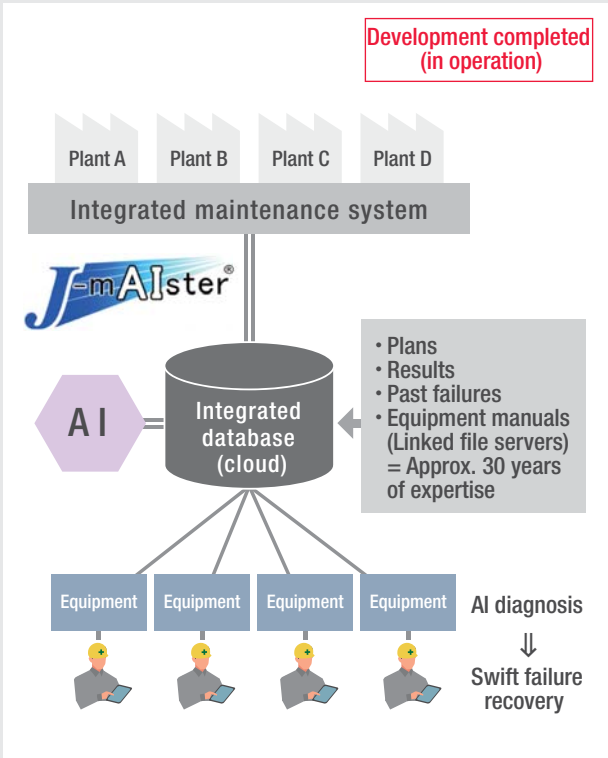 Development completed
(in operation)
Plant A
Plant B
Plant C
Plant D
Integrated maintenance system
J-mAIster®
・Plans
・Results
・Past failures
・Equipment manuals
(Linked file servers)
= Approx. 30 years
of expertise
AI
Integrated
database
(cloud)
Equipment
Equipment
Equipment
Equipment
AI diagnosis
⇓
Swift failure
recovery